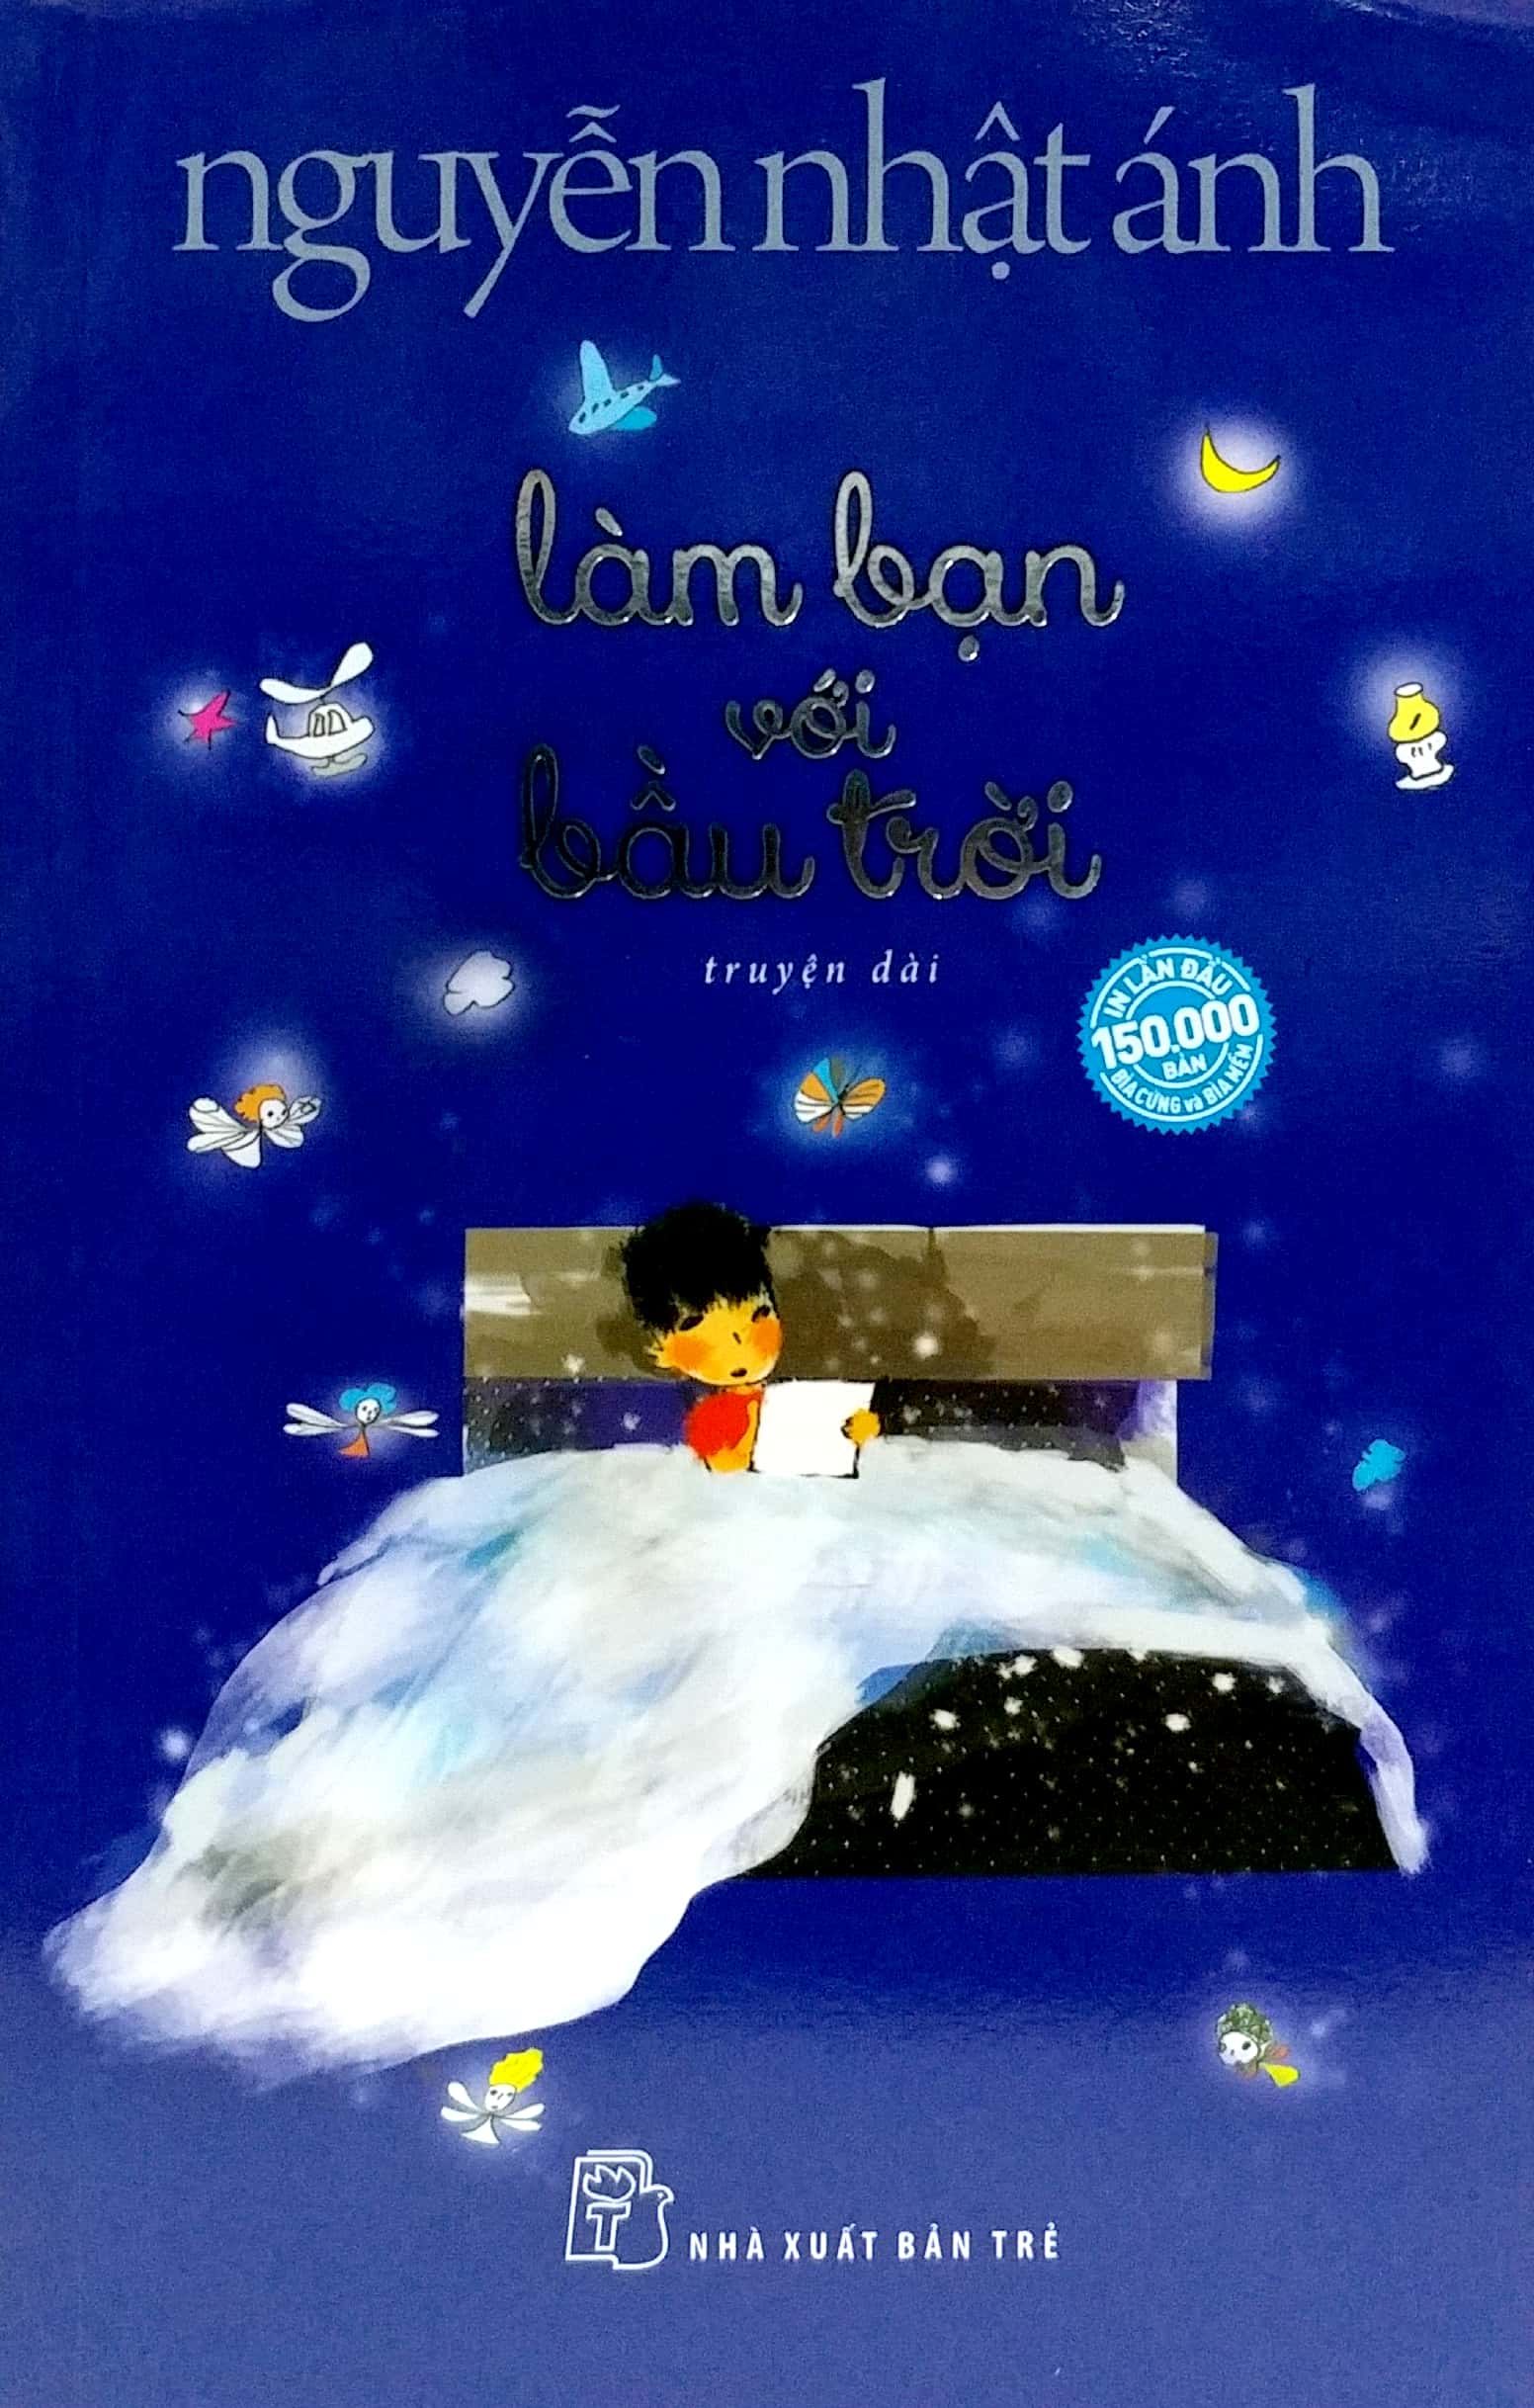 nguyễn nhật ánh
làm bạn
với
bầu trời
truyện dài
IN LẦN ĐẦU
150.000
BẢN
BÌA CỨNG và BÌA MỀM
T
NHÀ XUẤT BẢN TRẺ